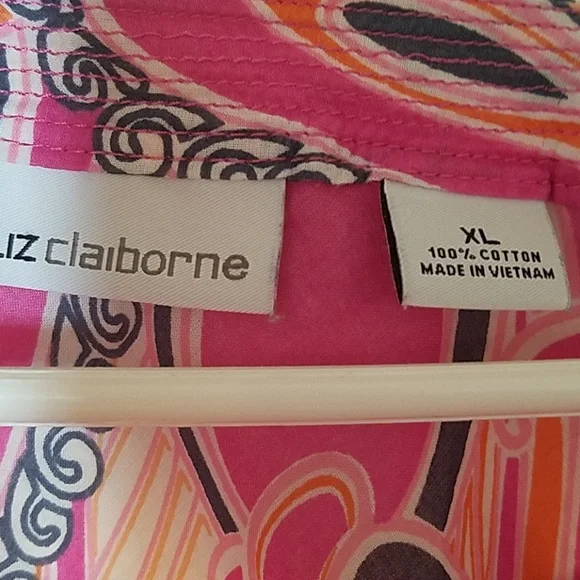 LIZ claiborne
XL
100% COTTON
MADE IN VIETNAM